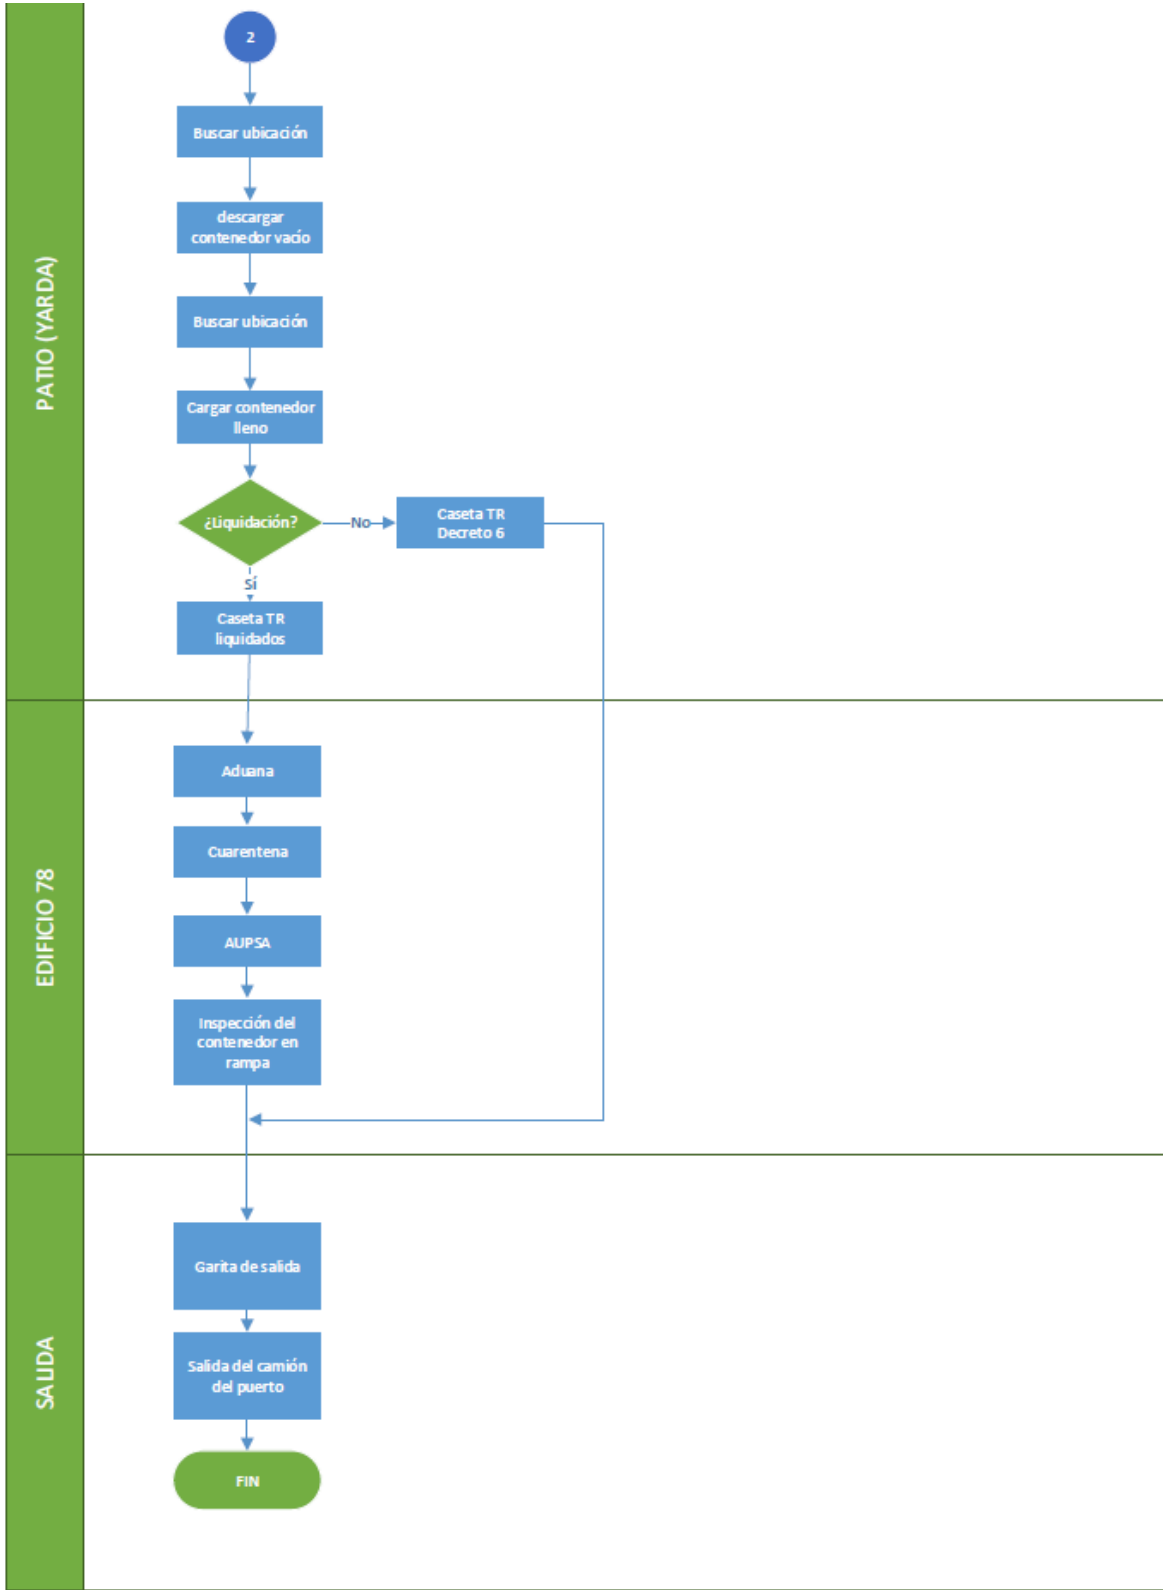 PATIO (YARDA)
2
Buscar ubicación
descargar
contenedor vacío
Buscar ubicación
Cargar contenedor
lleno
¿Liquidación?
No
Caseta TR
Decreto 6
Sí
Caseta TR
liquidados
EDIFICIO 78
Aduana
Cuarentena
AUPSA
Inspección del
contenedor en
rampa
SALIDA
Garita de salida
Salida del camión
del puerto
FIN